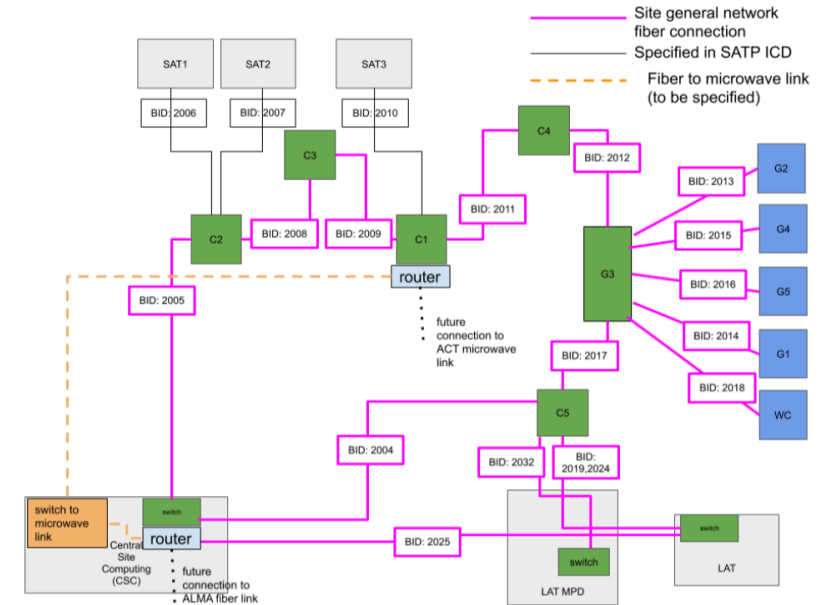 Site general network
fiber connection
Specified in SATP ICD
Fiber to microwave link
(to be specified)
SAT1
SAT2
SAT3
BID: 2006
BID: 2007
BID: 2010
C3
C4
BID: 2012
G2
BID: 2013
BID: 2011
C2
BID: 2008
BID: 2009
C1
G4
BID: 2015
router
G3
BID: 2016
G5
BID: 2005
future
connection to
ACT microwave
link
BID: 2014
G1
BID: 2017
BID: 2018
WC
C5
BID: 2004
BID: 2032
BID:
2019,2024
switch to
microwave
link
switch
router
Central
Site
Computing
(CSC)
BID: 2025
switch
LAT
switch
LAT MPD
future
connection to
ALMA fiber link